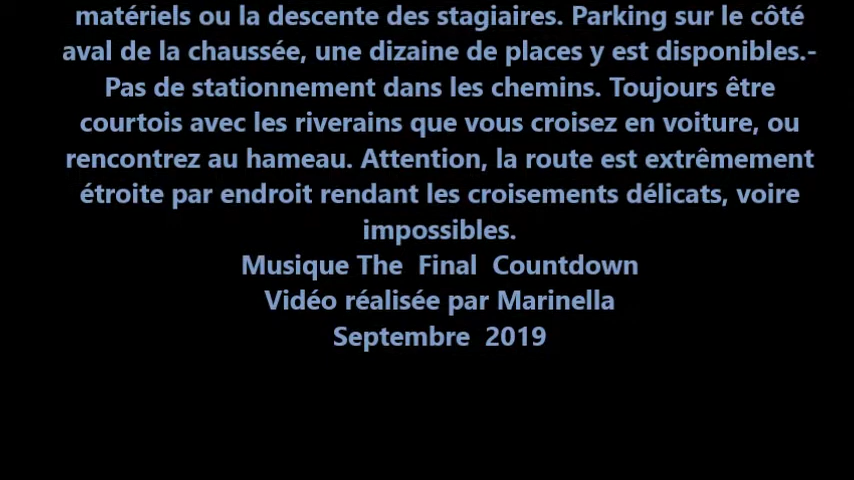 matériels ou la descente des stagiaires. Parking sur le côté
aval de la chaussée, une dizaine de places y est disponibles.-
Pas de stationnement dans les chemins. Toujours être
courtois avec les riverains que vous croisez en voiture, ou
rencontrez au hameau. Attention, la route est extrêmement
étroite par endroit rendant les croisements délicats, voire
impossibles.
Musique The  Final  Countdown
Vidéo réalisée par Marinella
Septembre  2019